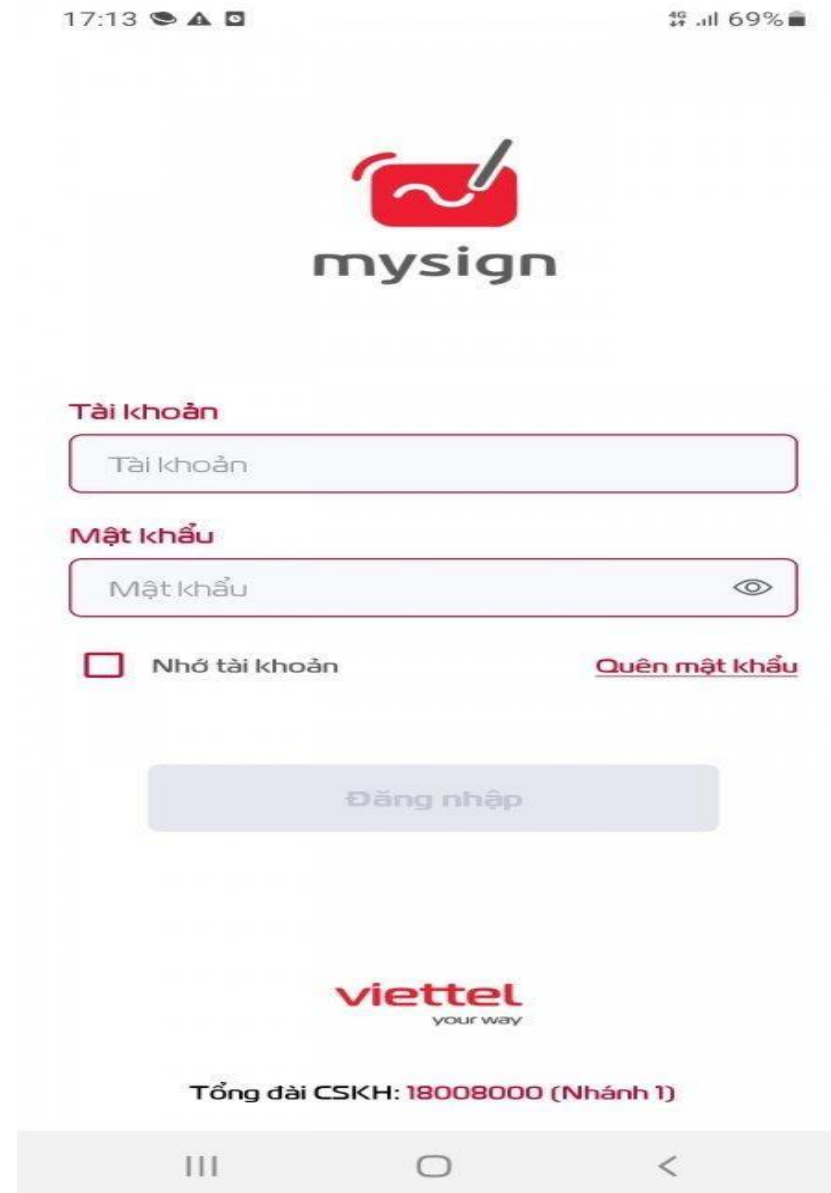 17:13 4G 69%
mysign
Tài khoản
Tài khoản
Mật khẩu
Mật khẩu
Nhớ tài khoản Quên mật khẩu
Đăng nhập
viettel
your way
Tổng đài CSKH: 18008000 (Nhánh 1)